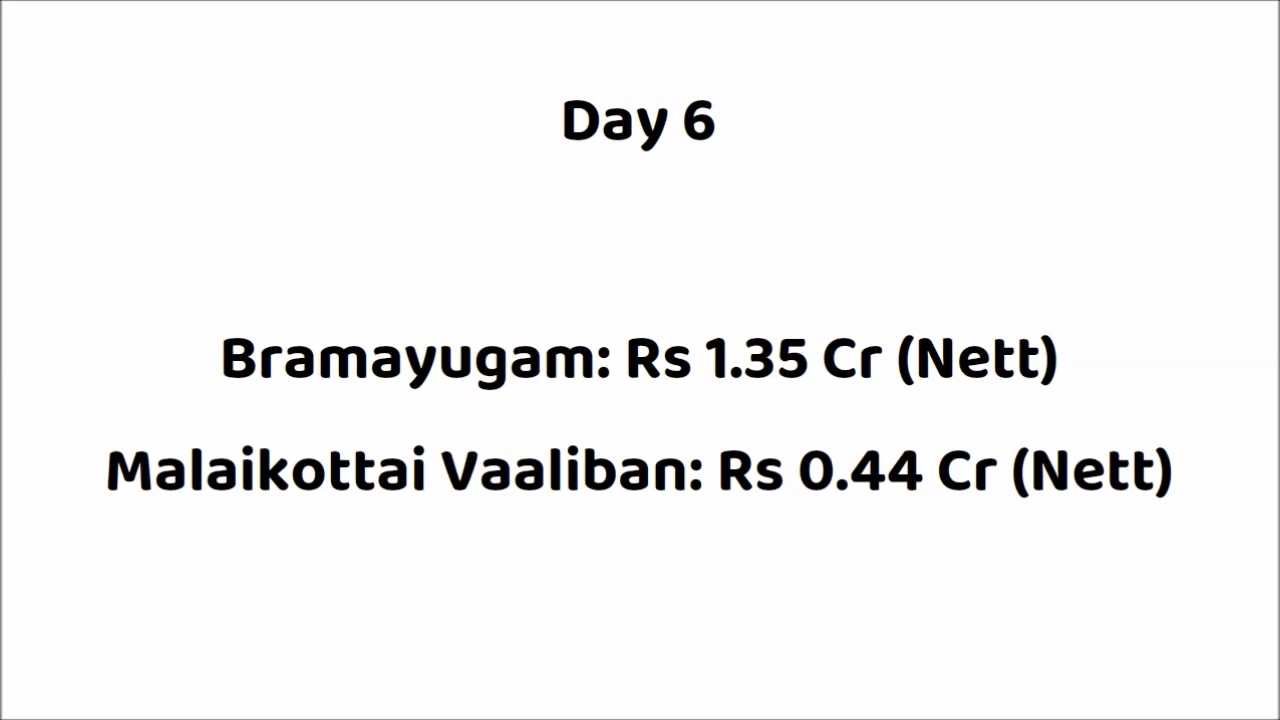 Day 6
Bramayugam: Rs 1.35 Cr (Nett)
Malaikottai Vaaliban: Rs 0.44 Cr (Nett)